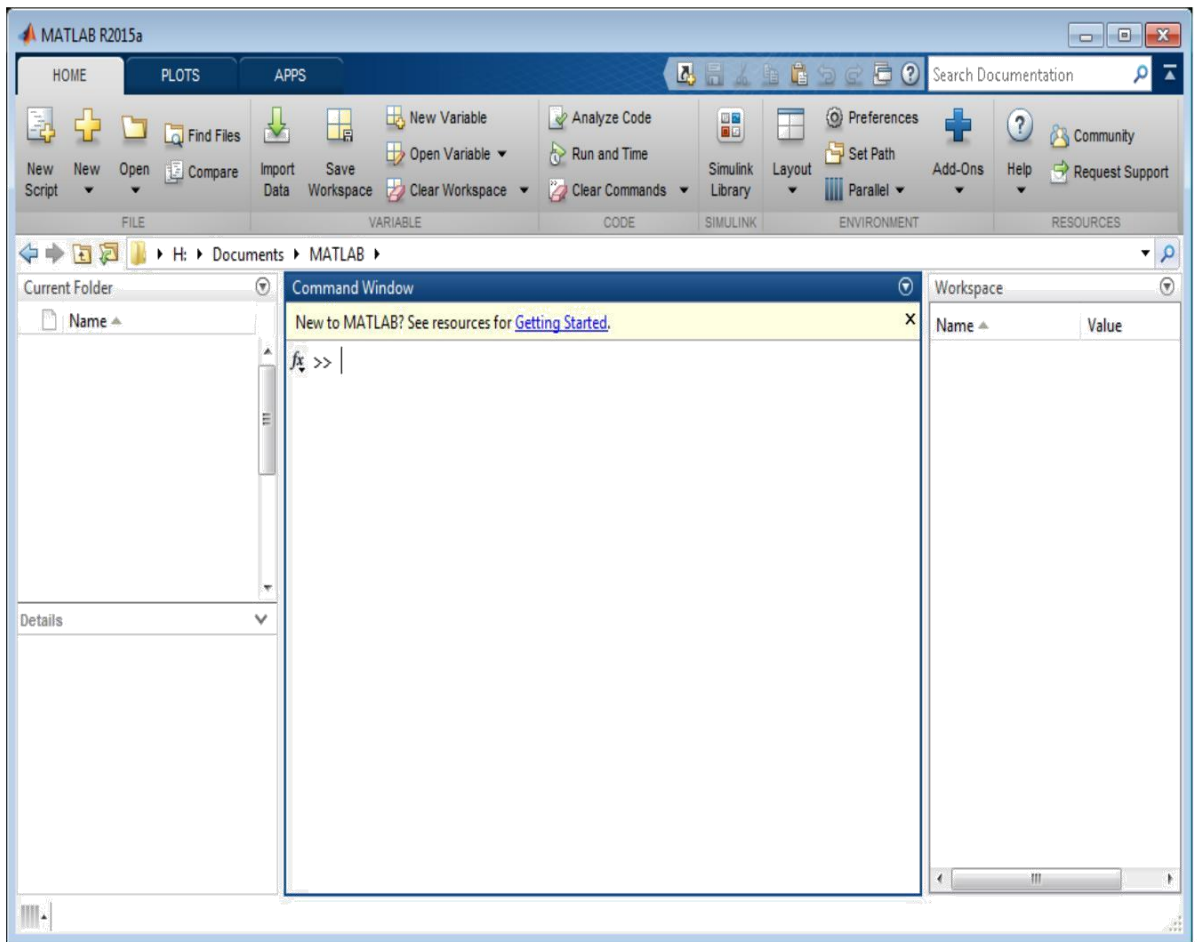 MATLAB R2015a
HOME PLOTS APPS Search Documentation
New Script
New
Open
Find Files
Compare
Import Data
Save Workspace
New Variable
Open Variable
Clear Workspace
Analyze Code
Run and Time
Clear Commands
Simulink Library
Layout
Preferences
Set Path
Parallel
Add-Ons
Help
Community
Request Support
FILE VARIABLE CODE SIMULINK ENVIRONMENT RESOURCES
H: Documents MATLAB
Current Folder
Name
Details
Command Window
New to MATLAB? See resources for Getting Started.
fx >>
Workspace
Name Value